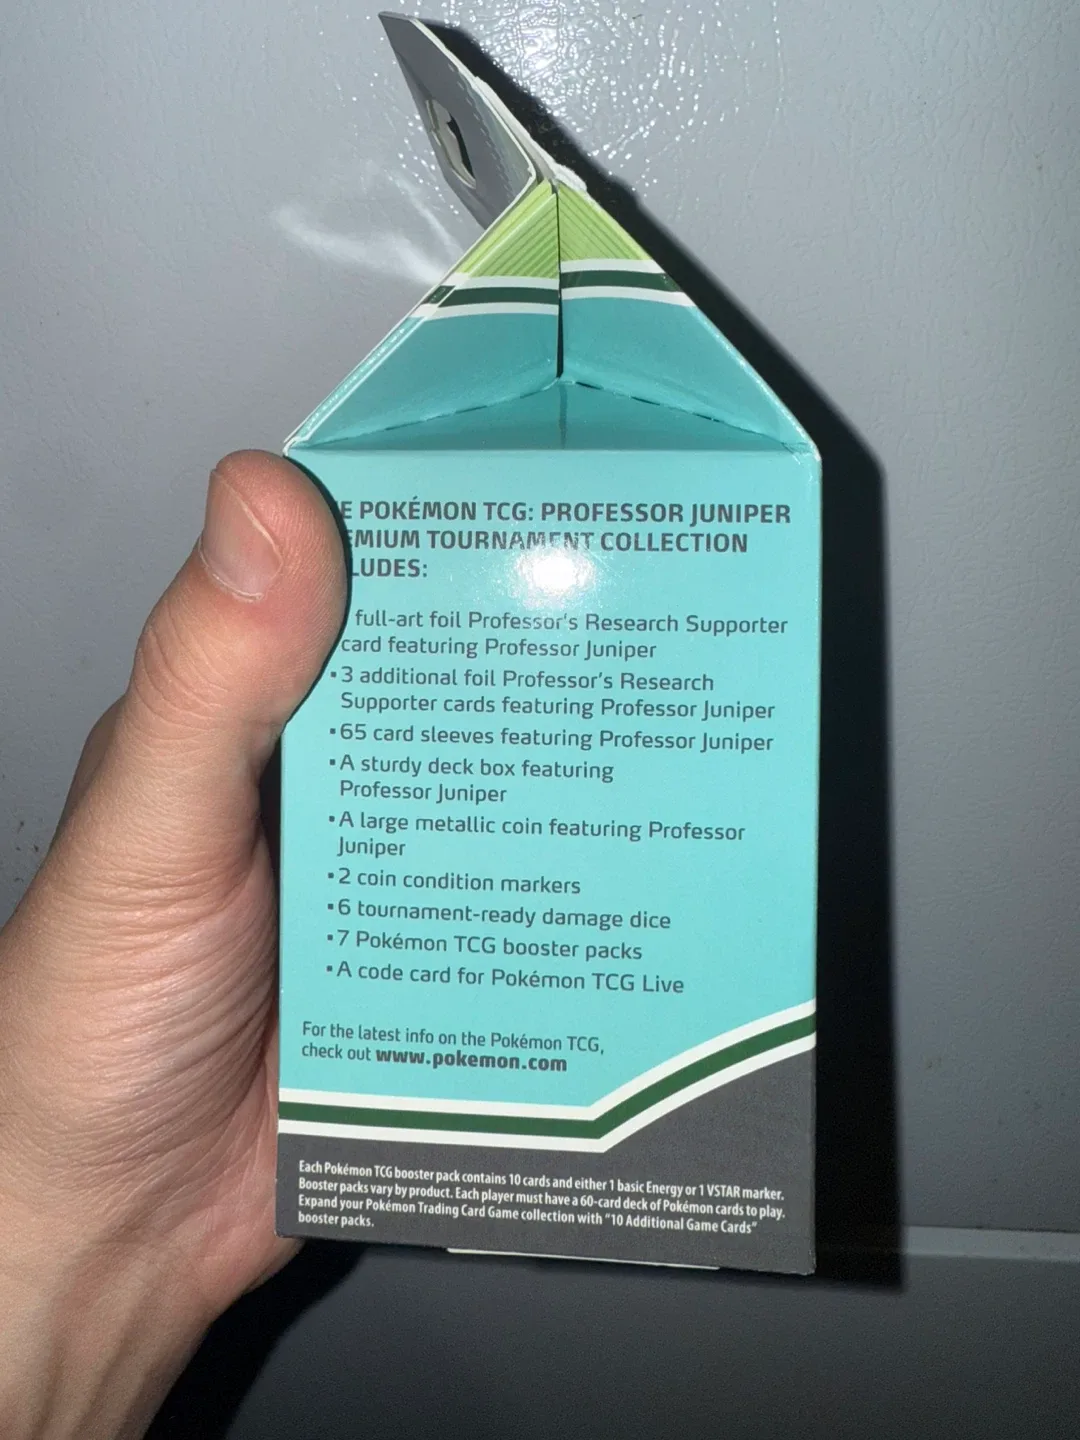 POKÉMON TCG: PROFESSOR JUNIPER
TOURNAMENT COLLECTION
full-art foil Professor's Research Supporter
card featuring Professor Juniper
▪3 additional foil Professor's Research
Supporter cards featuring Professor Juniper
▪65 card sleeves featuring Professor Juniper
▪A sturdy deck box featuring
Professor Juniper
▪A large metallic coin featuring Professor
Juniper
▪2 coin condition markers
▪6 tournament-ready damage dice
▪7 Pokémon TCG booster packs
▪A code card for Pokémon TCG Live
For the latest info on the Pokémon TCG,
check out www.pokemon.com
Each Pokémon TCG booster pack contains 10 cards and either 1 basic Energy or 1 VSTAR marker.
Booster packs vary by product. Each player must have a 60-card deck of Pokémon cards to play.
Expand your Pokémon Trading Card Game collection with "10 Additional Game Cards"
booster packs.